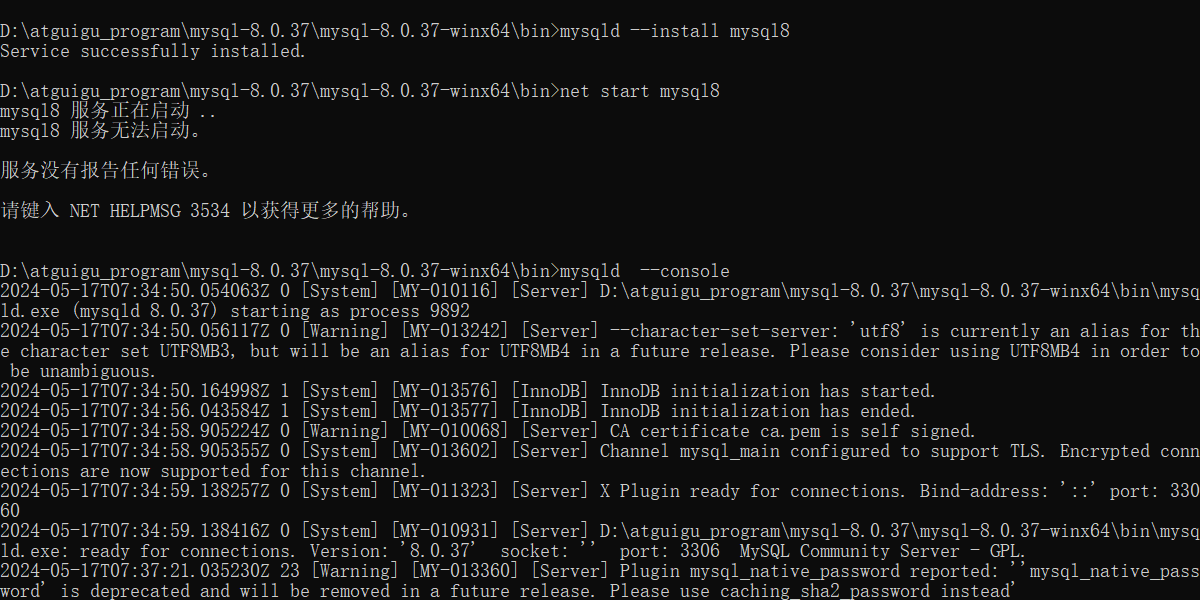 D:\atguigu_program\mysql-8.0.37\mysql-8.0.37-winx64\bin>mysqld --install mysql8
Service successfully installed.
D:\atguigu_program\mysql-8.0.37\mysql-8.0.37-winx64\bin>net start mysql8
mysql8 服务正在启动 ..
mysql8 服务无法启动。
服务没有报告任何错误。
请键入 NET HELPMSG 3534 以获得更多的帮助。
D:\atguigu_program\mysql-8.0.37\mysql-8.0.37-winx64\bin>mysqld  --console
2024-05-17T07:34:50.054063Z 0 [System] [MY-010116] [Server] D:\atguigu_program\mysql-8.0.37\mysql-8.0.37-winx64\bin\mysq
ld.exe (mysqld 8.0.37) starting as process 9892
2024-05-17T07:34:50.056117Z 0 [Warning] [MY-013242] [Server] --character-set-server: 'utf8' is currently an alias for th
e character set UTF8MB3, but will be an alias for UTF8MB4 in a future release. Please consider using UTF8MB4 in order to
 be unambiguous.
2024-05-17T07:34:50.164998Z 1 [System] [MY-013576] [InnoDB] InnoDB initialization has started.
2024-05-17T07:34:56.043584Z 1 [System] [MY-013577] [InnoDB] InnoDB initialization has ended.
2024-05-17T07:34:58.905224Z 0 [Warning] [MY-010068] [Server] CA certificate ca.pem is self signed.
2024-05-17T07:34:58.905355Z 0 [System] [MY-013602] [Server] Channel mysql_main configured to support TLS. Encrypted conn
ections are now supported for this channel.
2024-05-17T07:34:59.138257Z 0 [System] [MY-011323] [Server] X Plugin ready for connections. Bind-address: '::' port: 330
60
2024-05-17T07:34:59.138416Z 0 [System] [MY-010931] [Server] D:\atguigu_program\mysql-8.0.37\mysql-8.0.37-winx64\bin\mysq
ld.exe: ready for connections. Version: '8.0.37'  socket: ''  port: 3306  MySQL Community Server - GPL.
2024-05-17T07:37:21.035230Z 23 [Warning] [MY-013360] [Server] Plugin mysql_native_password reported: ''mysql_native_pass
word' is deprecated and will be removed in a future release. Please use caching_sha2_password instead'